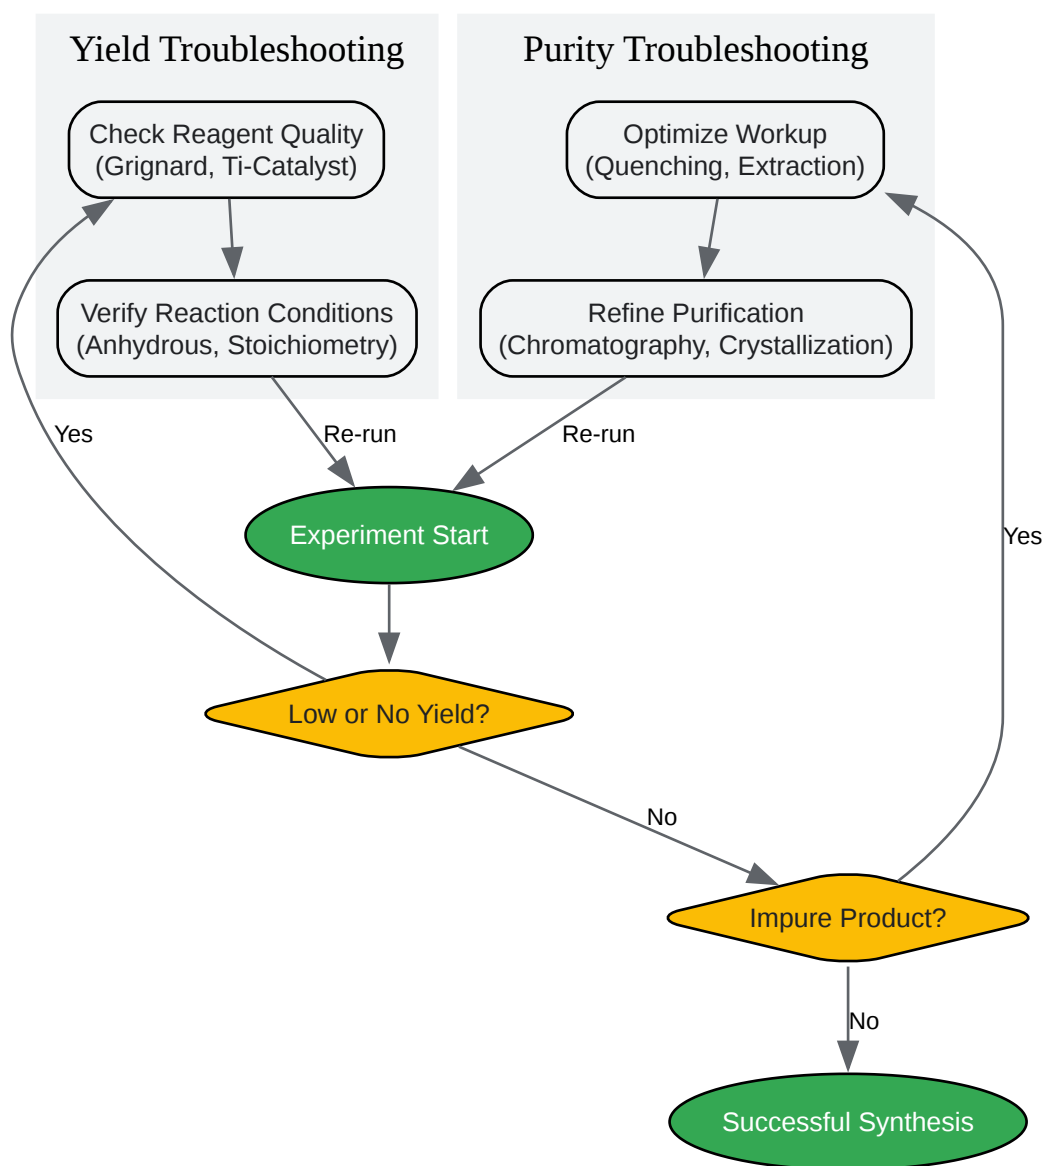 Yield Troubleshooting
Purity Troubleshooting
Check Reagent Quality
(Grignard, Ti-Catalyst)
Optimize Workup
(Quenching, Extraction)
Verify Reaction Conditions
(Anhydrous, Stoichiometry)
Refine Purification
(Chromatography, Crystallization)
Yes
Re-run
Re-run
Experiment Start
Yes
Low or No Yield?
No
Impure Product?
No
Successful Synthesis